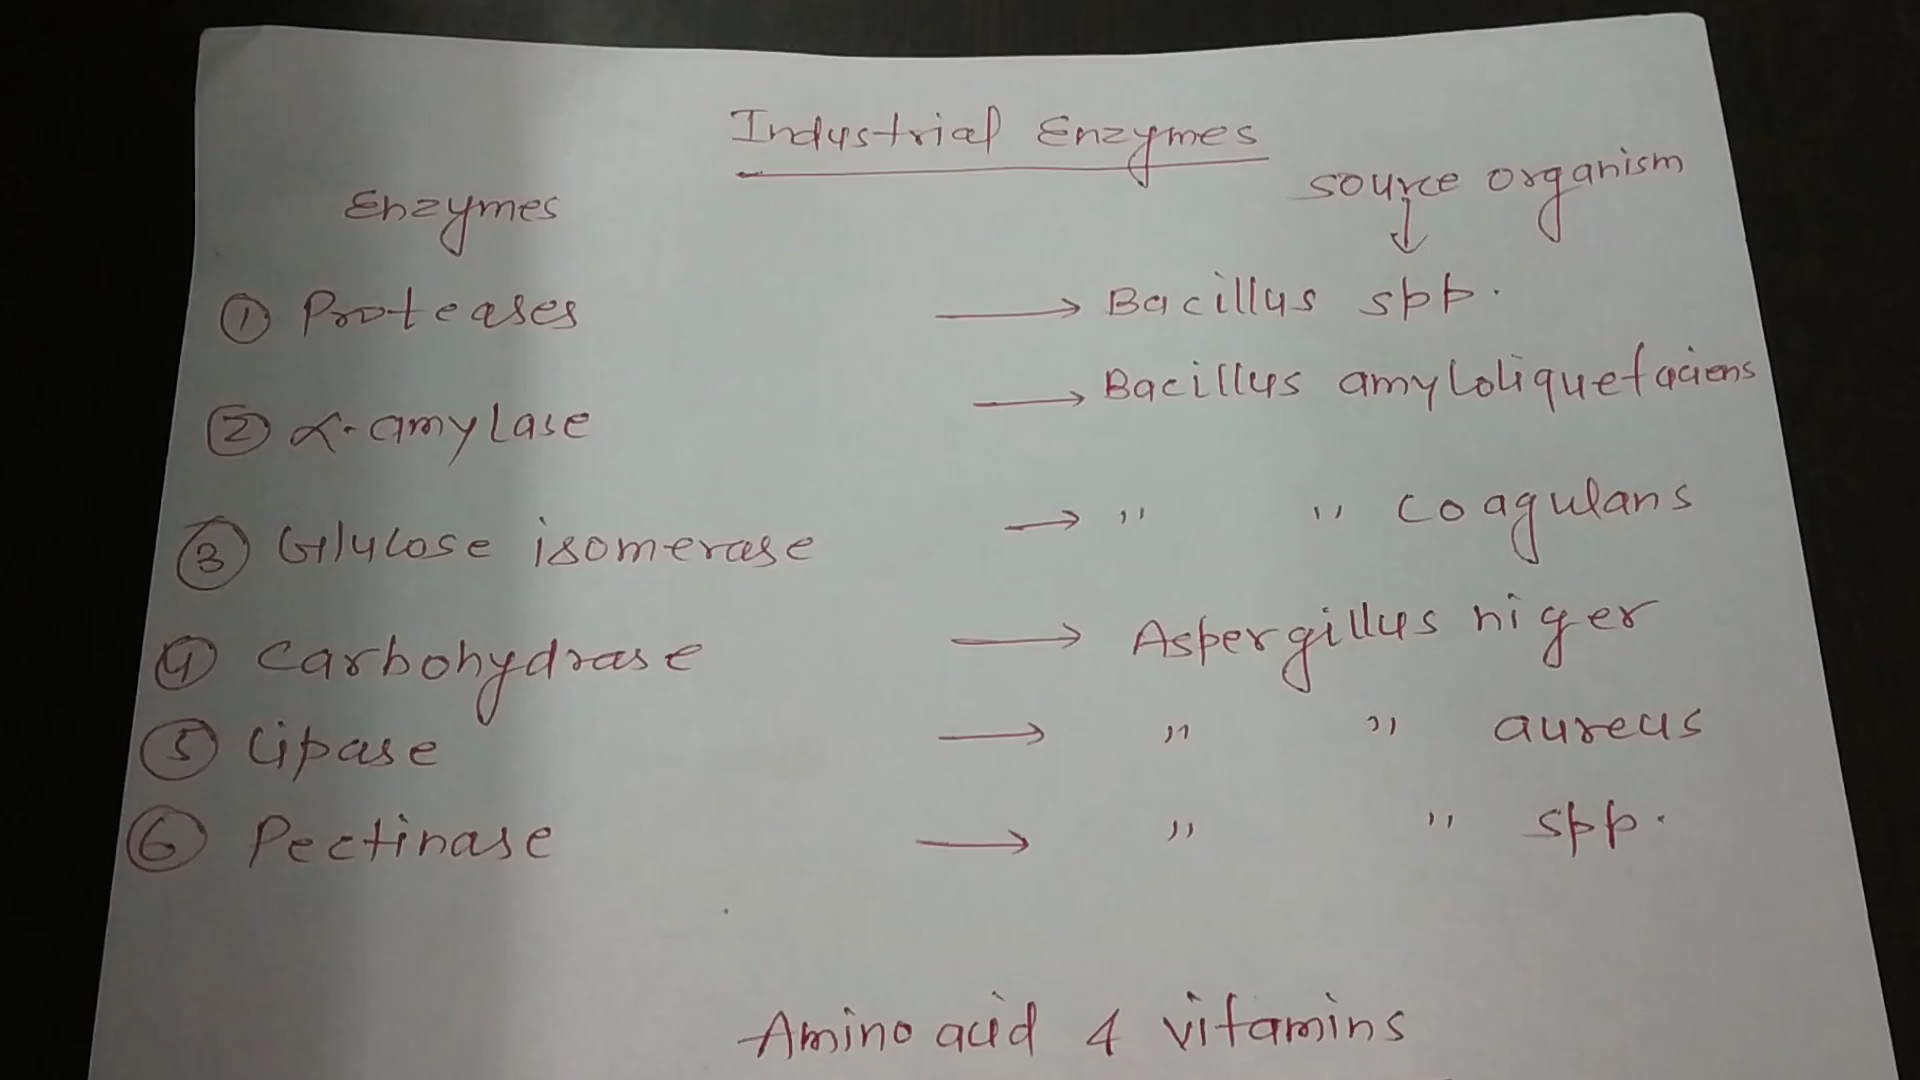 Industrial Enzymes
Enzymes source organism
↓
① Proteases → Bacillus spp.
② α-amylase → Bacillus amyloliquefaciens
③ Glucose isomerase → " " coagulans
④ Carbohydrase → Aspergillus niger
⑤ Lipase → " " aureus
⑥ Pectinase → " " spp.
Amino acid & vitamins